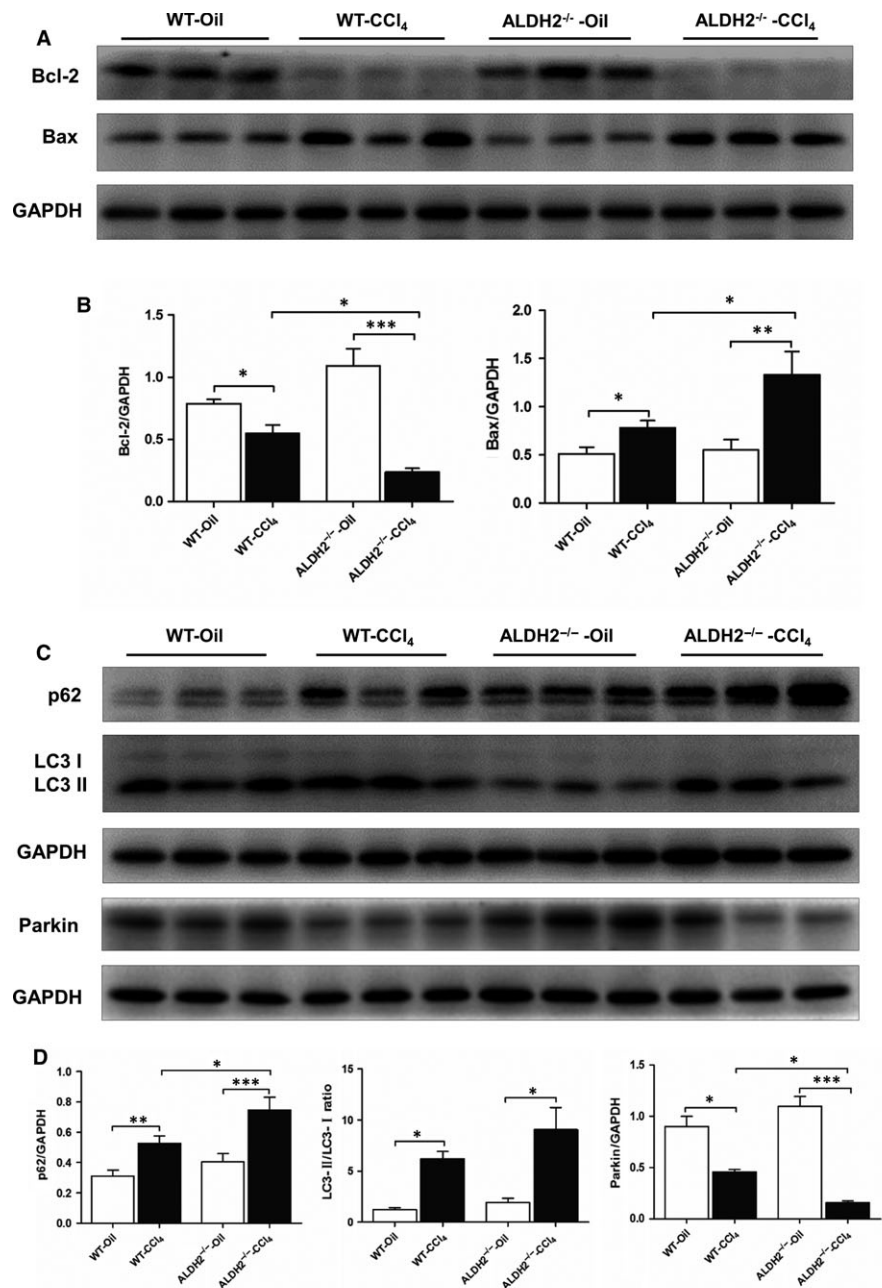 WT-Oil WT-CCl₄ ALDH2⁻/⁻ -Oil ALDH2⁻/⁻ -CCl₄
A
Bcl-2
Bax
GAPDH
B
Bcl-2/GAPDH
1.5
1.0
0.5
0.0
*
*
***
WT-Oil
WT-CCl₄
ALDH2⁻/⁻-Oil
ALDH2⁻/⁻-CCl₄
Bax/GAPDH
2.0
1.5
1.0
0.5
0.0
*
*
**
WT-Oil
WT-CCl₄
ALDH2⁻/⁻-Oil
ALDH2⁻/⁻-CCl₄
C
WT-Oil WT-CCl₄ ALDH2⁻/⁻ -Oil ALDH2⁻/⁻ -CCl₄
p62
LC3 I
LC3 II
GAPDH
Parkin
GAPDH
D
p62/GAPDH
1.0
0.8
0.6
0.4
0.2
0.0
*
**
***
WT-Oil
WT-CCl₄
ALDH2⁻/⁻-Oil
ALDH2⁻/⁻-CCl₄
LC3-II/LC3-I ratio
15
10
5
0
*
*
WT-Oil
WT-CCl₄
ALDH2⁻/⁻-Oil
ALDH2⁻/⁻-CCl₄
Parkin/GAPDH
1.5
1.0
0.5
0.0
*
*
***
WT-Oil
WT-CCl₄
ALDH2⁻/⁻-Oil
ALDH2⁻/⁻-CCl₄